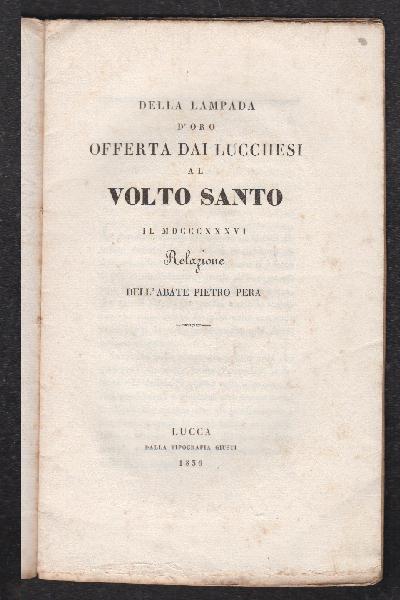 DELLA LAMPADA
D'ORO
OFFERTA DAI LUCCHESI
AL
VOLTO SANTO
IL MDCCCXXXVI
Relazione
DELL'ABATE PIETRO PERA
LUCCA
DALLA TIPOGRAFIA GIUSTI
1836